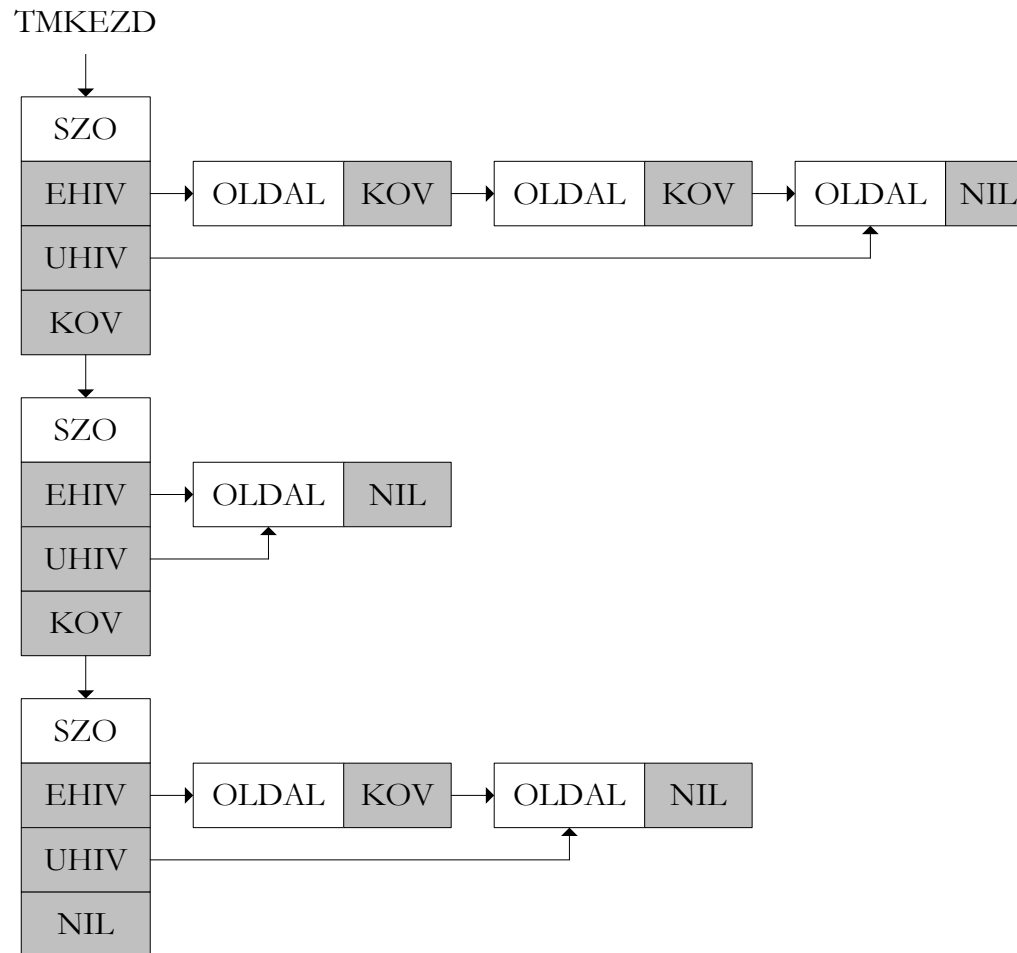 TMKEZD
SZO
EHIV OLDAL KOV OLDAL KOV OLDAL NIL
UHIV
KOV
SZO
EHIV OLDAL NIL
UHIV
KOV
SZO
EHIV OLDAL KOV OLDAL NIL
UHIV
NIL